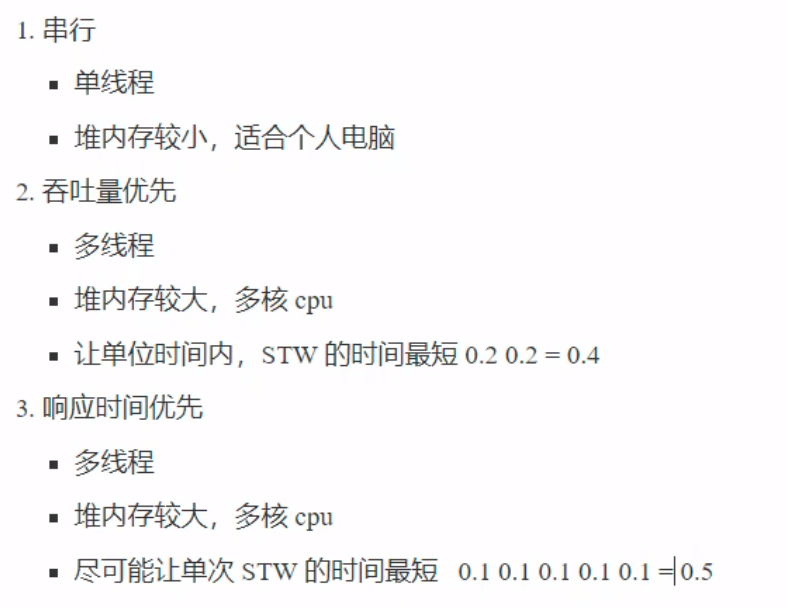 1. 串行
▪ 单线程
▪ 堆内存较小，适合个人电脑
2. 吞吐量优先
▪ 多线程
▪ 堆内存较大，多核 cpu
▪ 让单位时间内，STW 的时间最短 0.2 0.2 = 0.4
3. 响应时间优先
▪ 多线程
▪ 堆内存较大，多核 cpu
▪ 尽可能让单次 STW 的时间最短 0.1 0.1 0.1 0.1 0.1 = 0.5